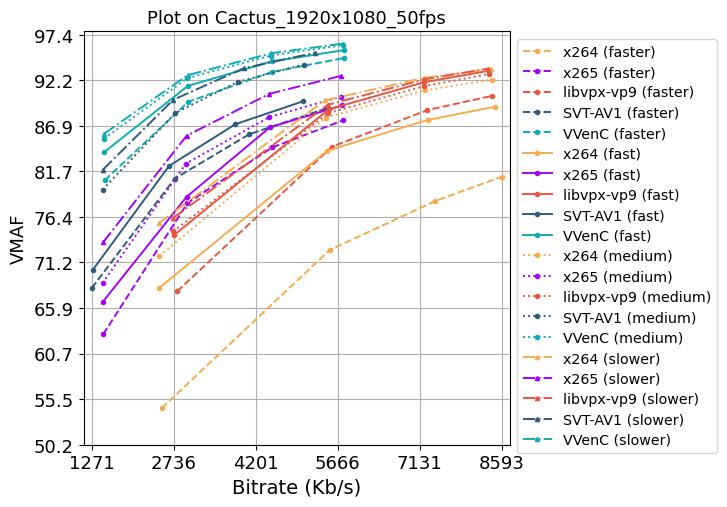 Plot on Cactus_1920x1080_50fps
97.4
92.2
86.9
81.7
76.4
71.2
65.9
60.7
55.5
50.2
VMAF
1271 2736 4201 5666 7131 8593
Bitrate (Kb/s)
x264 (faster)
x265 (faster)
libvpx-vp9 (faster)
SVT-AV1 (faster)
VVenC (faster)
x264 (fast)
x265 (fast)
libvpx-vp9 (fast)
SVT-AV1 (fast)
VVenC (fast)
x264 (medium)
x265 (medium)
libvpx-vp9 (medium)
SVT-AV1 (medium)
VVenC (medium)
x264 (slower)
x265 (slower)
libvpx-vp9 (slower)
SVT-AV1 (slower)
VVenC (slower)